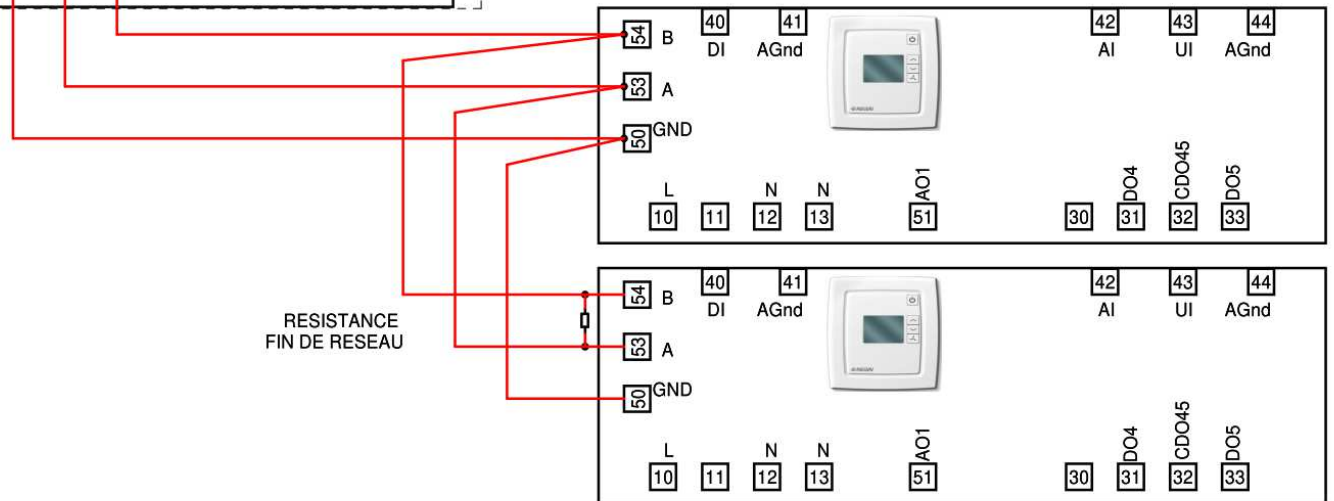 54 B 40 41 42 43 44
DI AGnd AI UI AGnd
53 A
50 GND
L N N AO1 DO4 CDO45 DO5
10 11 12 13 51 30 31 32 33
54 B 40 41 42 43 44
DI AGnd AI UI AGnd
RESISTANCE
FIN DE RESEAU
53 A
50 GND
L N N AO1 DO4 CDO45 DO5
10 11 12 13 51 30 31 32 33